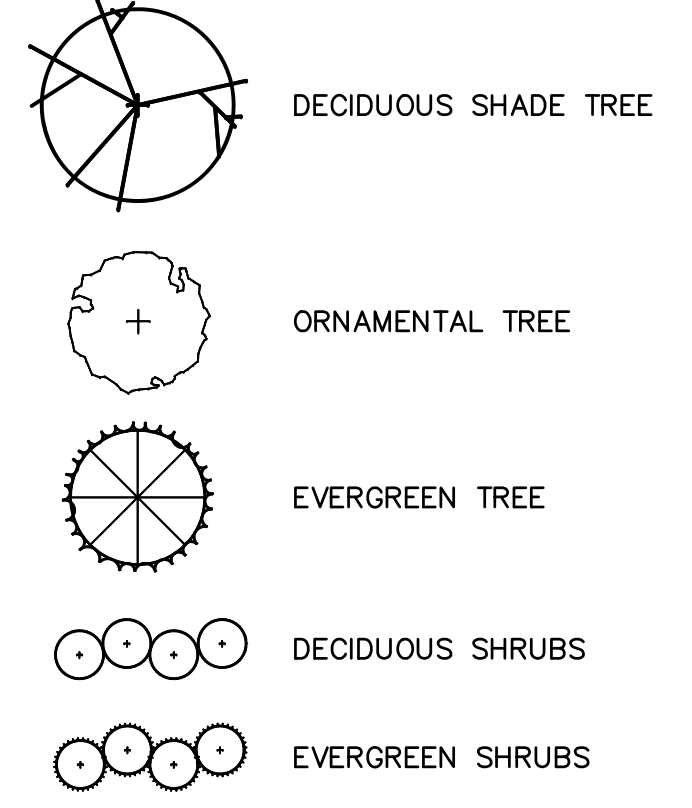 DECIDUOUS SHADE TREE
ORNAMENTAL TREE
EVERGREEN TREE
DECIDUOUS SHRUBS
EVERGREEN SHRUBS